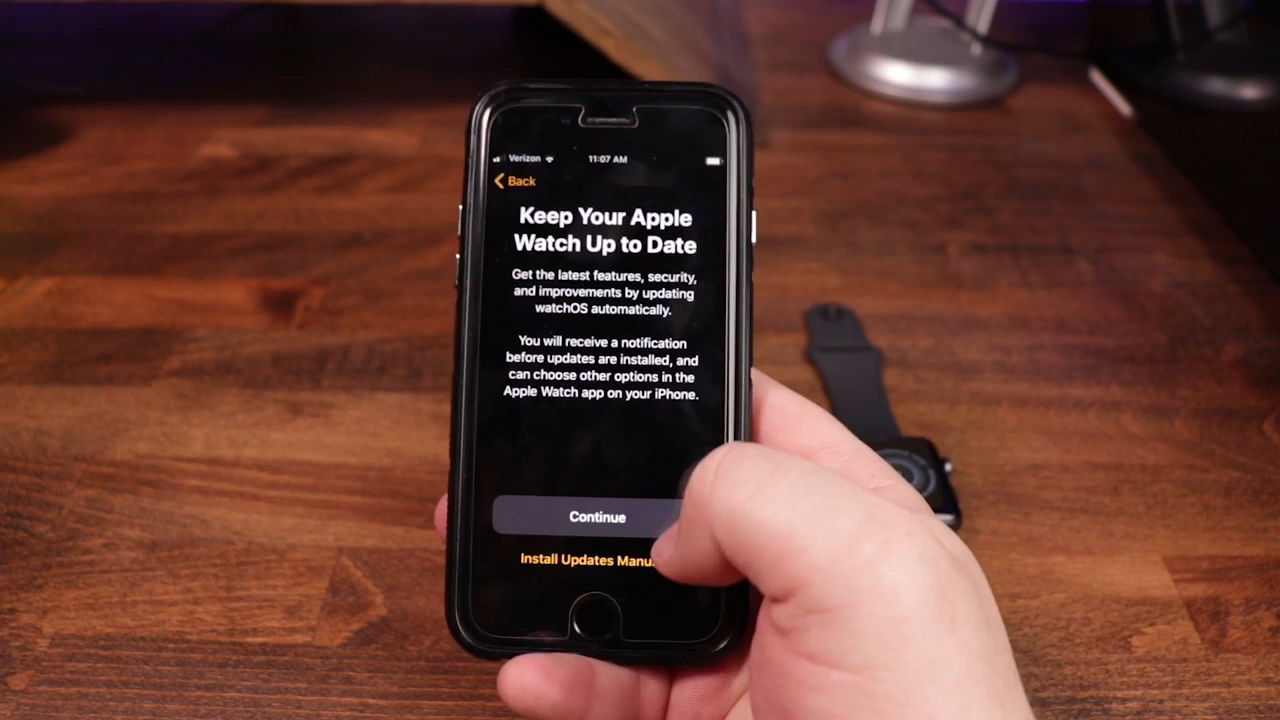 Verizon 11:07 AM
Back
Keep Your Apple
Watch Up to Date
Get the latest features, security,
and improvements by updating
watchOS automatically.
You will receive a notification
before updates are installed, and
can choose other options in the
Apple Watch app on your iPhone.
Continue
Install Updates